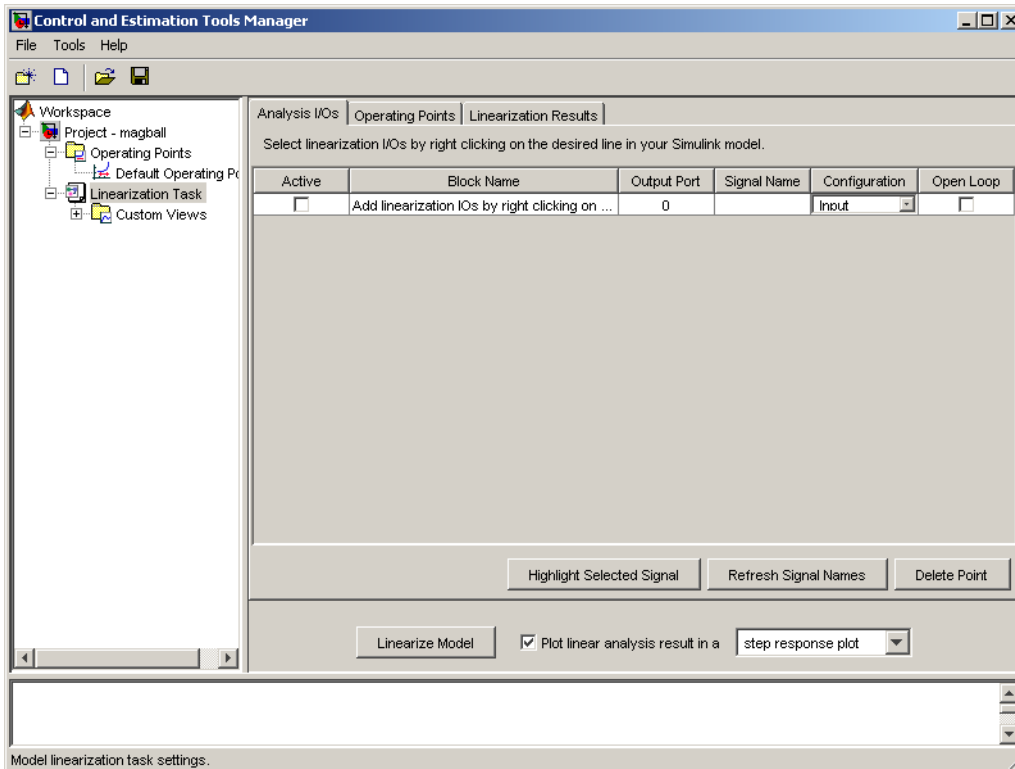 Control and Estimation Tools Manager
File Tools Help
Workspace
Project - magball
Operating Points
Default Operating Po
Linearization Task
Custom Views
Analysis I/Os Operating Points Linearization Results
Select linearization I/Os by right clicking on the desired line in your Simulink model.
Active Block Name Output Port Signal Name Configuration Open Loop
Add linearization IOs by right clicking on ... 0 Input
Highlight Selected Signal Refresh Signal Names Delete Point
Linearize Model Plot linear analysis result in a step response plot
Model linearization task settings.